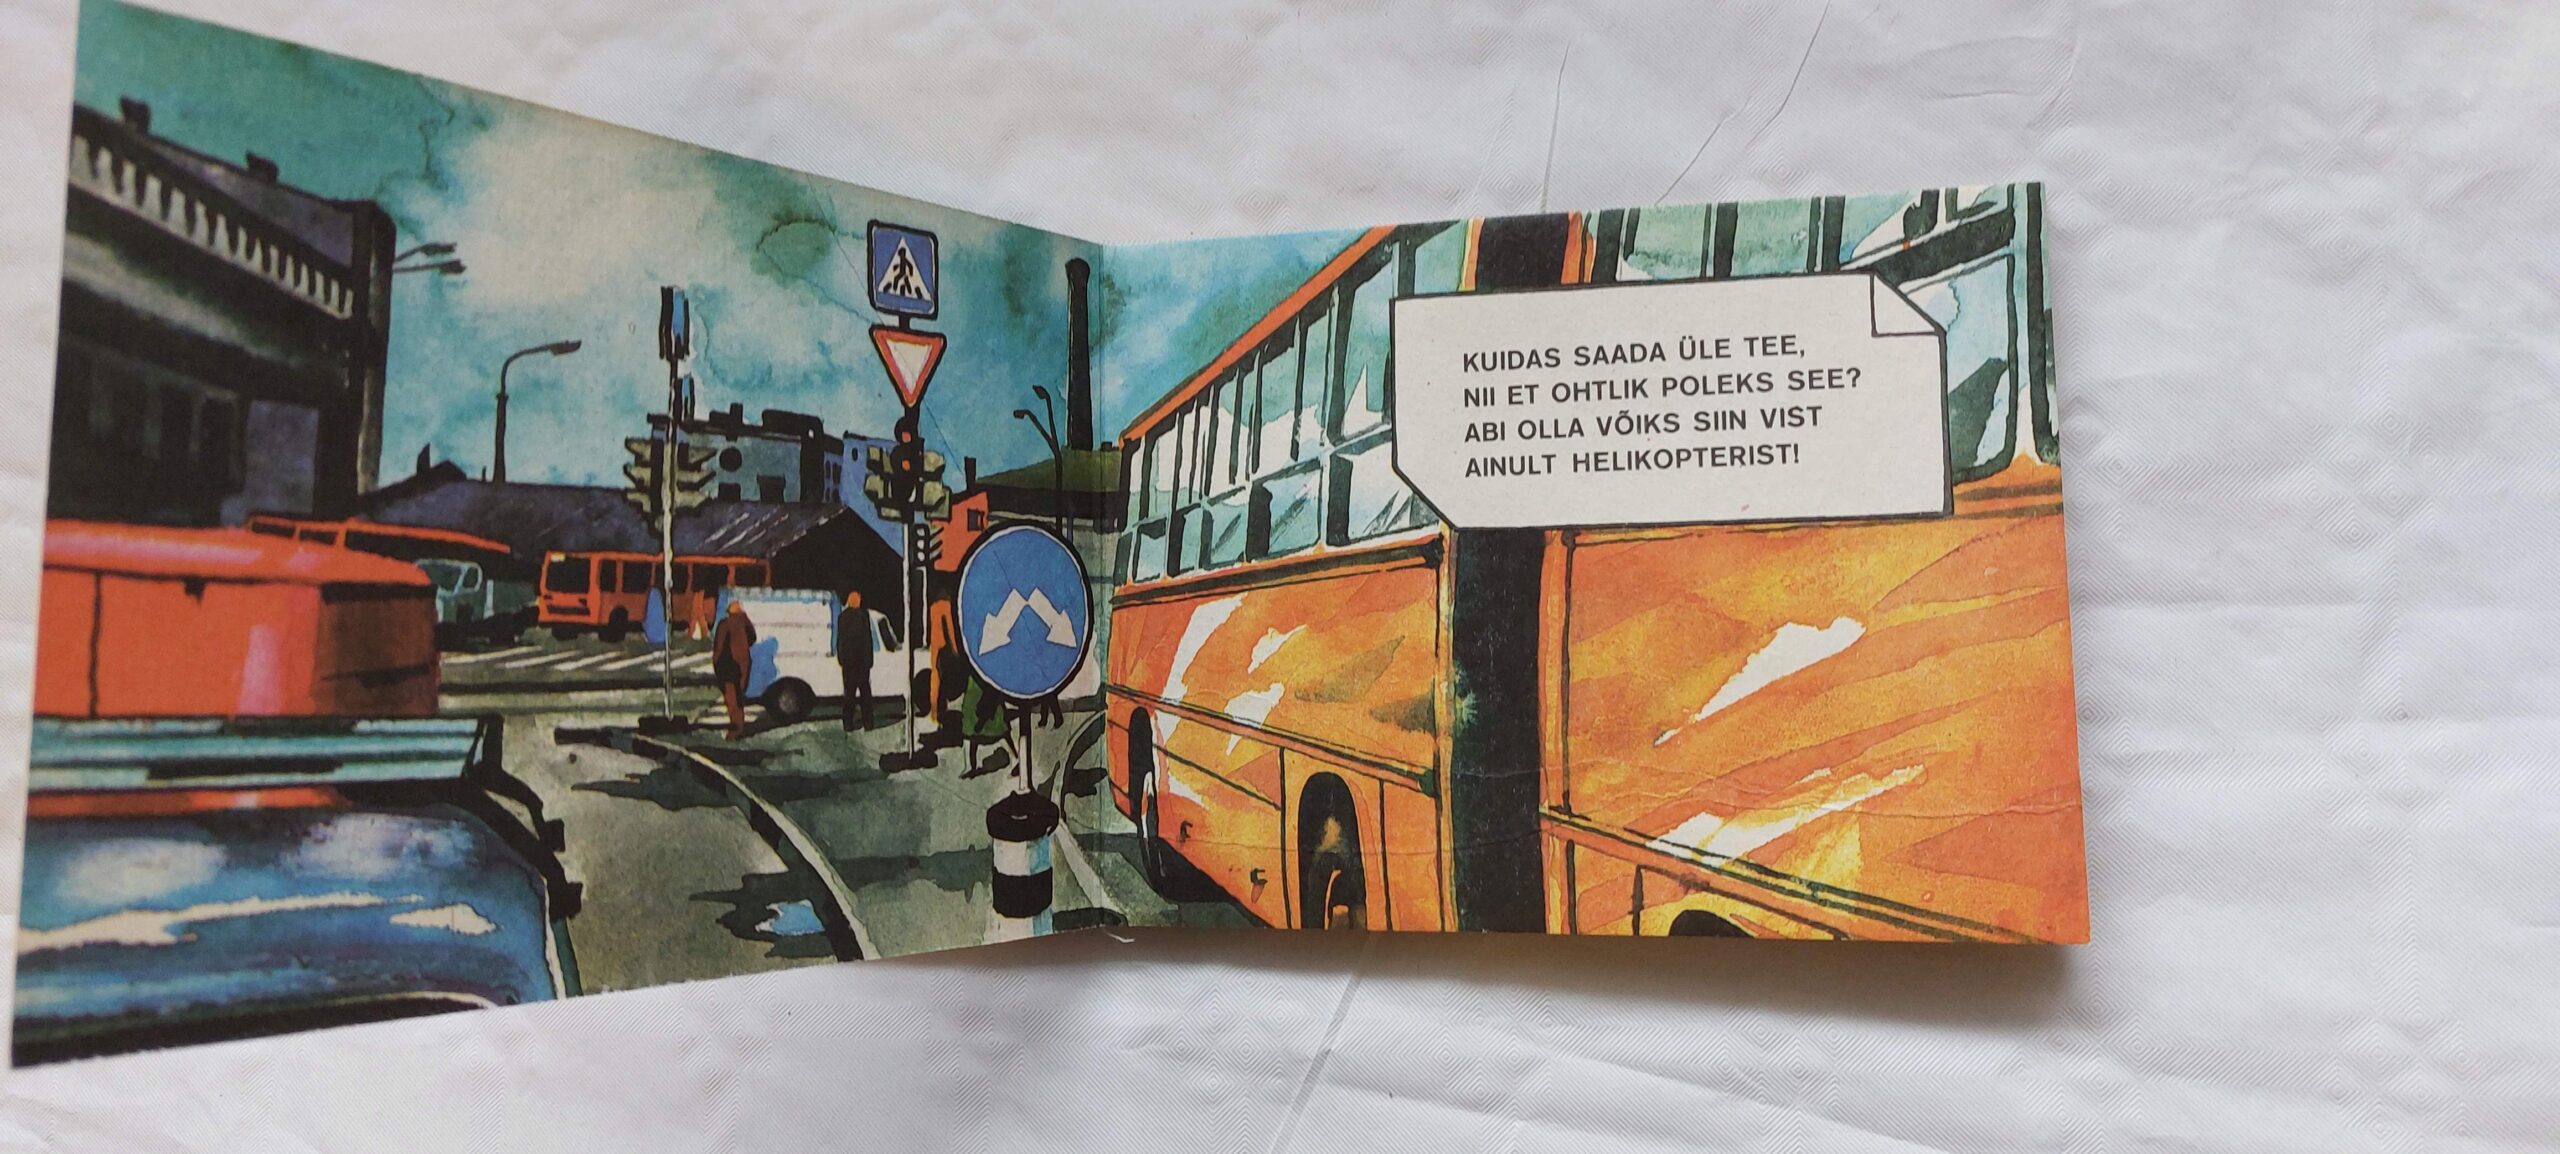 KUIDAS SAADA ÜLE TEE,
NII ET OHTLIK POLEKS SEE?
ABI OLLA VÕIKS SIIN VIST
AINULT HELIKOPTERIST!